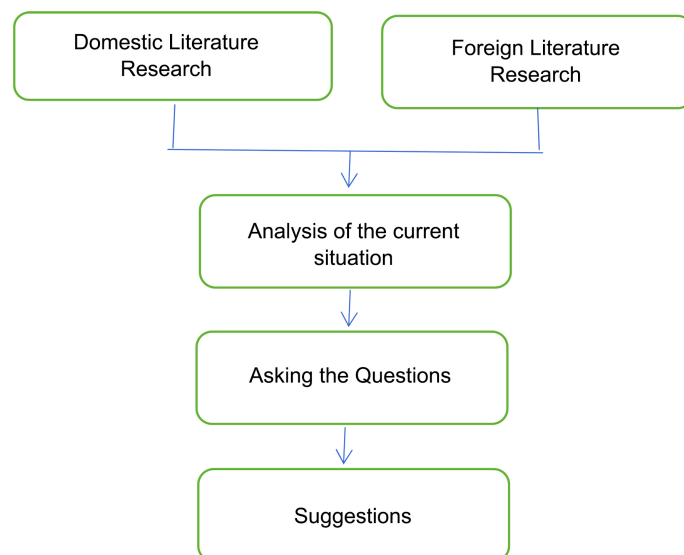 Domestic Literature
Research
Foreign Literature
Research
Analysis of the current
situation
Asking the Questions
Suggestions